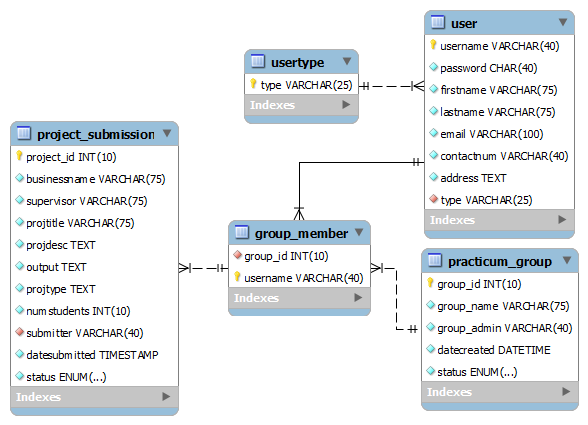 user
username VARCHAR(40)
password CHAR(40)
firstname VARCHAR(75)
lastname VARCHAR(75)
email VARCHAR(100)
contactnum VARCHAR(40)
address TEXT
type VARCHAR(25)
Indexes
usertype
type VARCHAR(25)
Indexes
project_submission
project_id INT(10)
businessname VARCHAR(75)
supervisor VARCHAR(75)
projtitle VARCHAR(75)
projdesc TEXT
output TEXT
projtype TEXT
numstudents INT(10)
submitter VARCHAR(40)
datesubmitted TIMESTAMP
status ENUM(...)
Indexes
group_member
group_id INT(10)
username VARCHAR(40)
Indexes
practicum_group
group_id INT(10)
group_name VARCHAR(75)
group_admin VARCHAR(40)
datecreated DATETIME
status ENUM(...)
Indexes